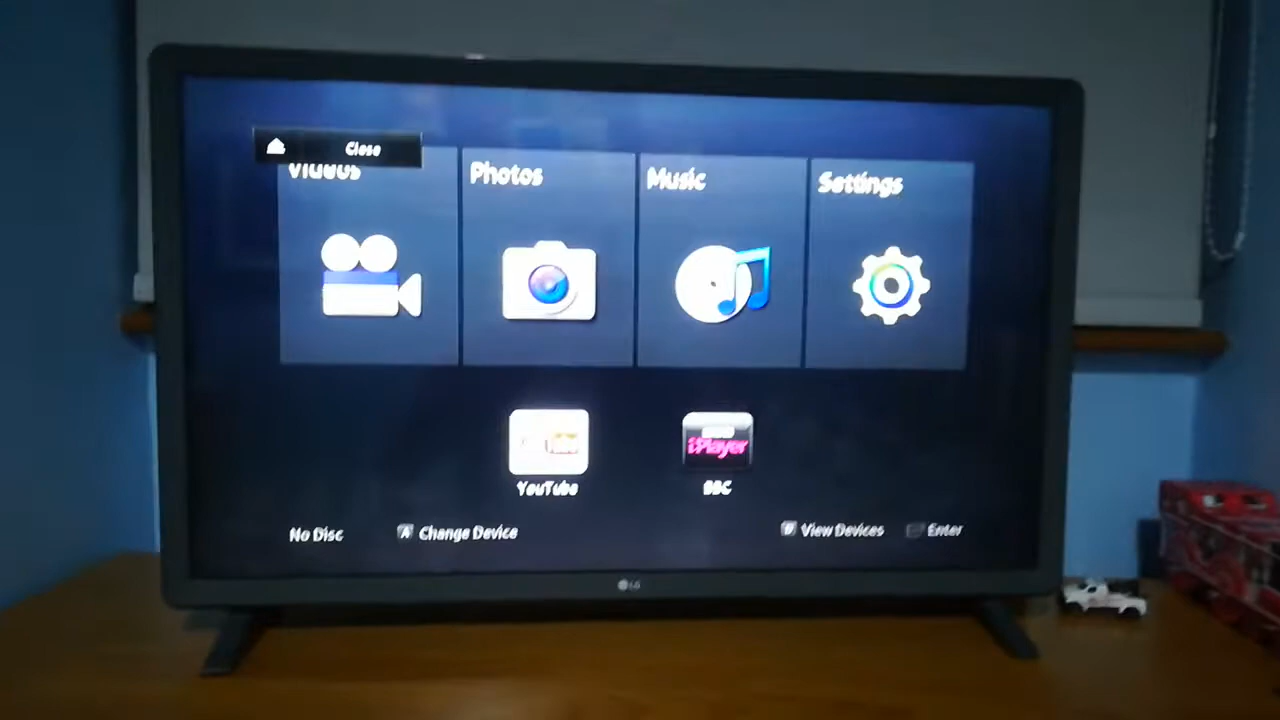 Close
Videos
Photos
Music
Settings
iPlayer
YouTube
BBC
No Disc
A Change Device
D View Devices
Enter
LG